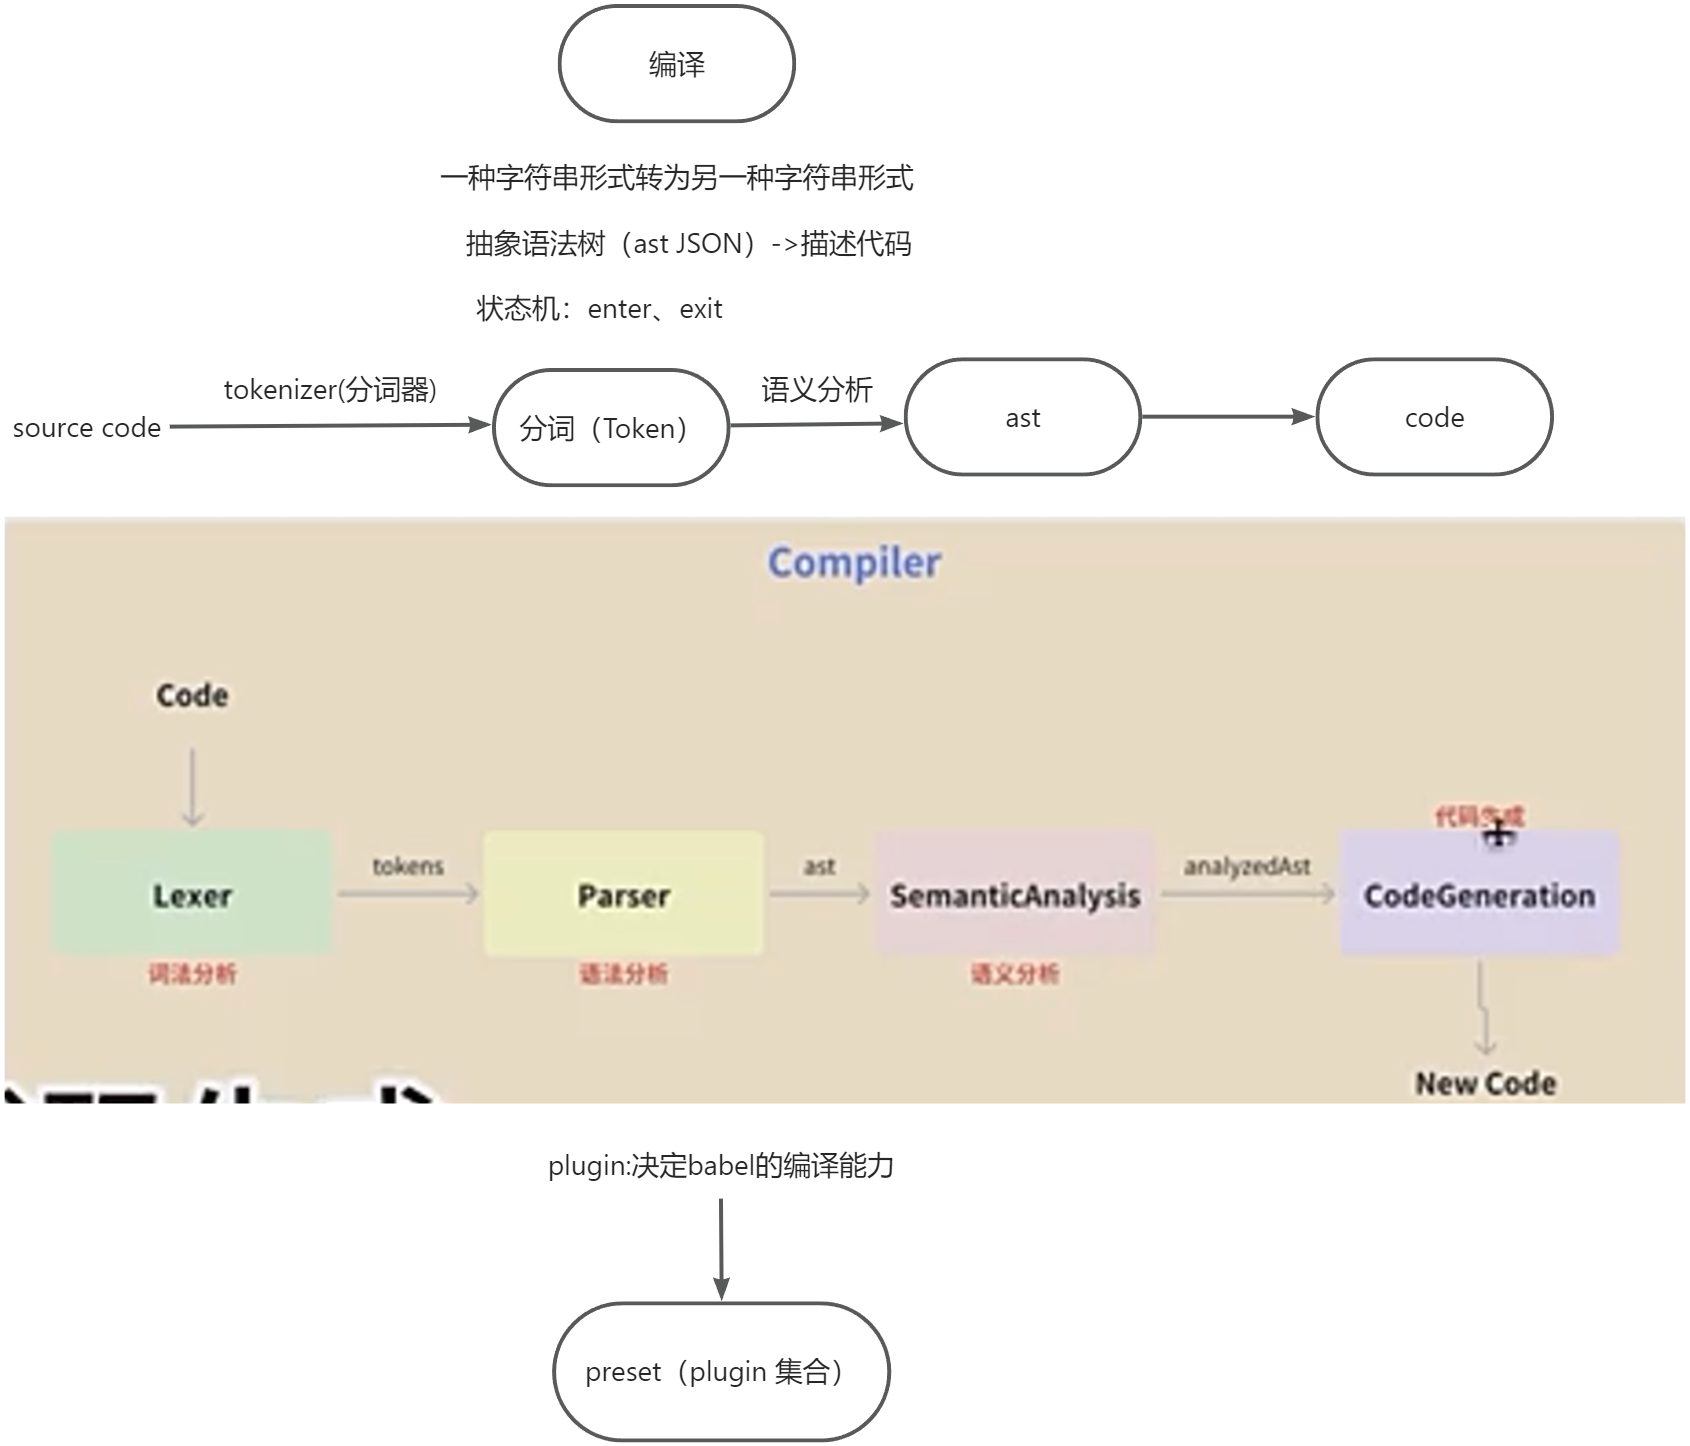 编译
一种字符串形式转为另一种字符串形式
抽象语法树（ast JSON）->描述代码
状态机：enter、exit
source code
tokenizer(分词器)
分词（Token）
语义分析
ast
code
Compiler
Code
Lexer
词法分析
tokens
Parser
语法分析
ast
SemanticAnalysis
语义分析
analyzedAst
代码生成
CodeGeneration
New Code
plugin:决定babel的编译能力
preset（plugin 集合）